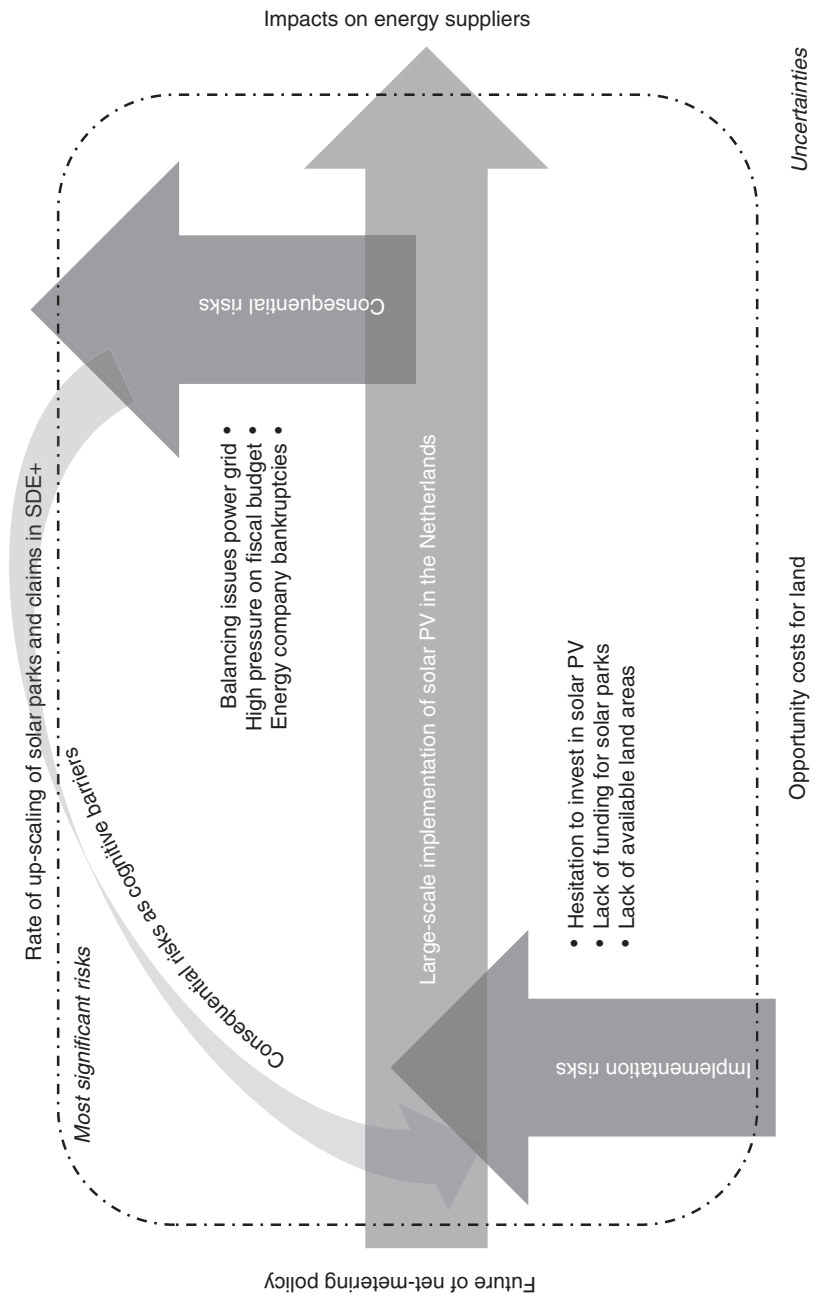 Impacts on energy suppliers
Uncertainties
Rate of up-scaling of solar parks and claims in SDE+
Most significant risks
Consequential risks as cognitive barriers
Consequential risks
Balancing issues power grid •
High pressure on fiscal budget •
Energy company bankruptcies •
Large-scale implementation of solar PV in the Netherlands
• Hesitation to invest in solar PV
• Lack of funding for solar parks
• Lack of available land areas
Implementation risks
Opportunity costs for land
Future of net-metering policy